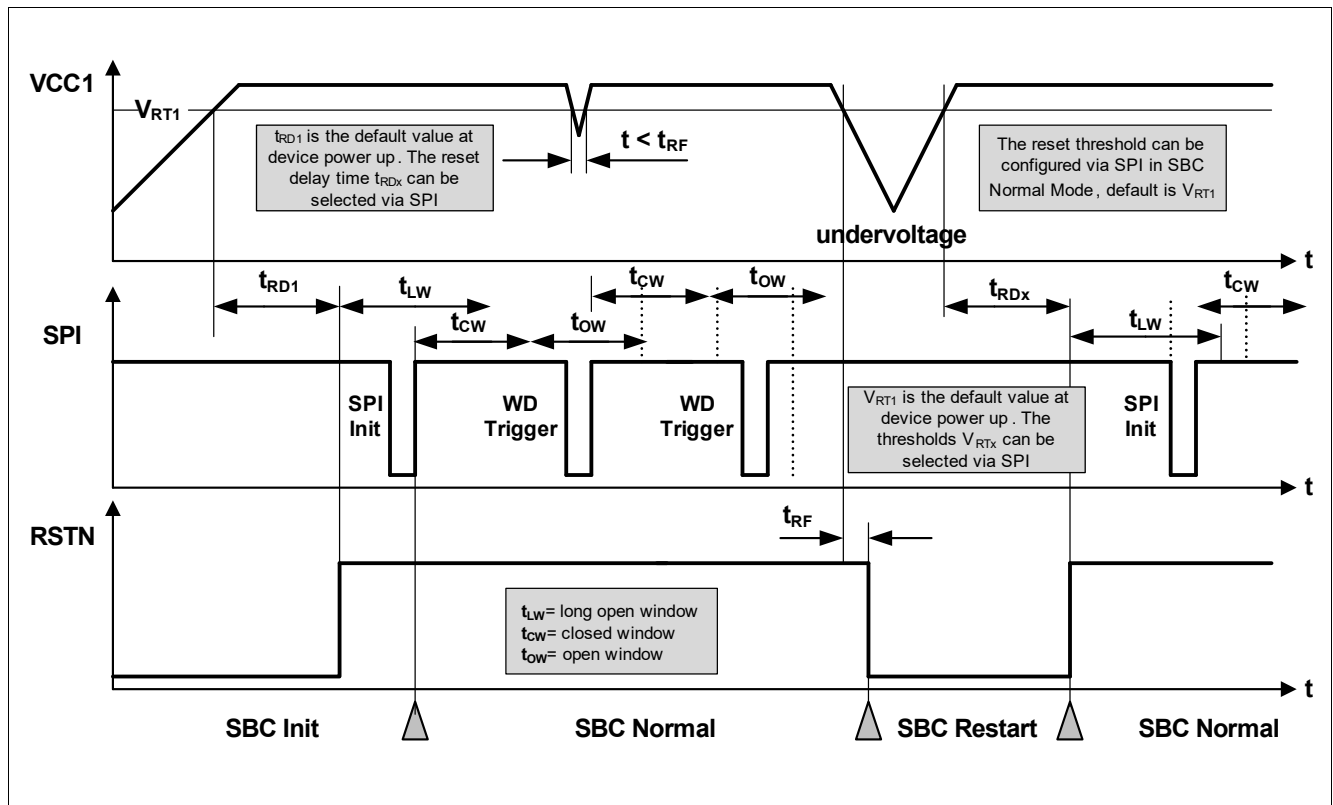 VCC1
VRT1
tRD1 is the default value at
device power up . The reset
delay time tRDx can be
selected via SPI
t < tRF
The reset threshold can be
configured via SPI in SBC
Normal Mode , default is VRT1
undervoltage
t
tRD1
tLW
tCW
tOW
tCW
tOW
tRDx
tLW
tCW
SPI
SPI
Init
WD
Trigger
WD
Trigger
VRT1 is the default value at
device power up . The
thresholds VRTx can be
selected via SPI
SPI
Init
t
RSTN
tRF
tLW= long open window
tCW= closed window
tOW= open window
t
SBC Init
SBC Normal
SBC Restart
SBC Normal